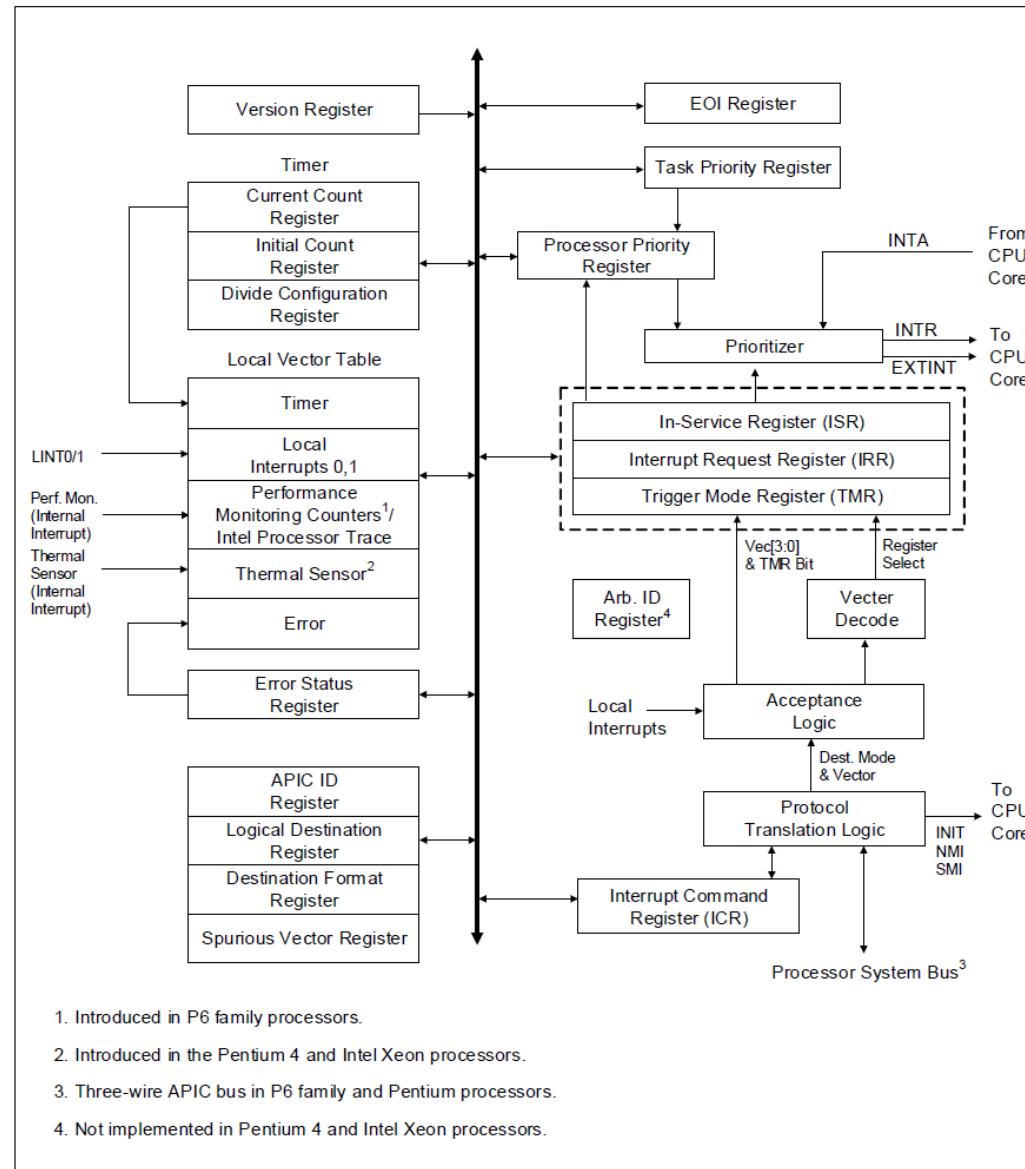 Version Register
EOI Register
Timer
Task Priority Register
Current Count
Register
Initial Count
Register
Divide Configuration
Register
Processor Priority
Register
INTA
From
CPU
Core
Prioritizer
INTR
EXTINT
To
CPU
Core
Local Vector Table
Timer
Local
Interrupts 0,1
Performance
Monitoring Counters1/
Intel Processor Trace
Thermal Sensor2
Error
LINT0/1
Perf. Mon.
(Internal
Interrupt)
Thermal
Sensor
(Internal
Interrupt)
In-Service Register (ISR)
Interrupt Request Register (IRR)
Trigger Mode Register (TMR)
Vec[3:0]
& TMR Bit
Register
Select
Arb. ID
Register4
Vecter
Decode
Error Status
Register
Local
Interrupts
Acceptance
Logic
Dest. Mode
& Vector
APIC ID
Register
Logical Destination
Register
Destination Format
Register
Spurious Vector Register
Protocol
Translation Logic
INIT
NMI
SMI
To
CPU
Core
Interrupt Command
Register (ICR)
Processor System Bus3
1. Introduced in P6 family processors.
2. Introduced in the Pentium 4 and Intel Xeon processors.
3. Three-wire APIC bus in P6 family and Pentium processors.
4. Not implemented in Pentium 4 and Intel Xeon processors.